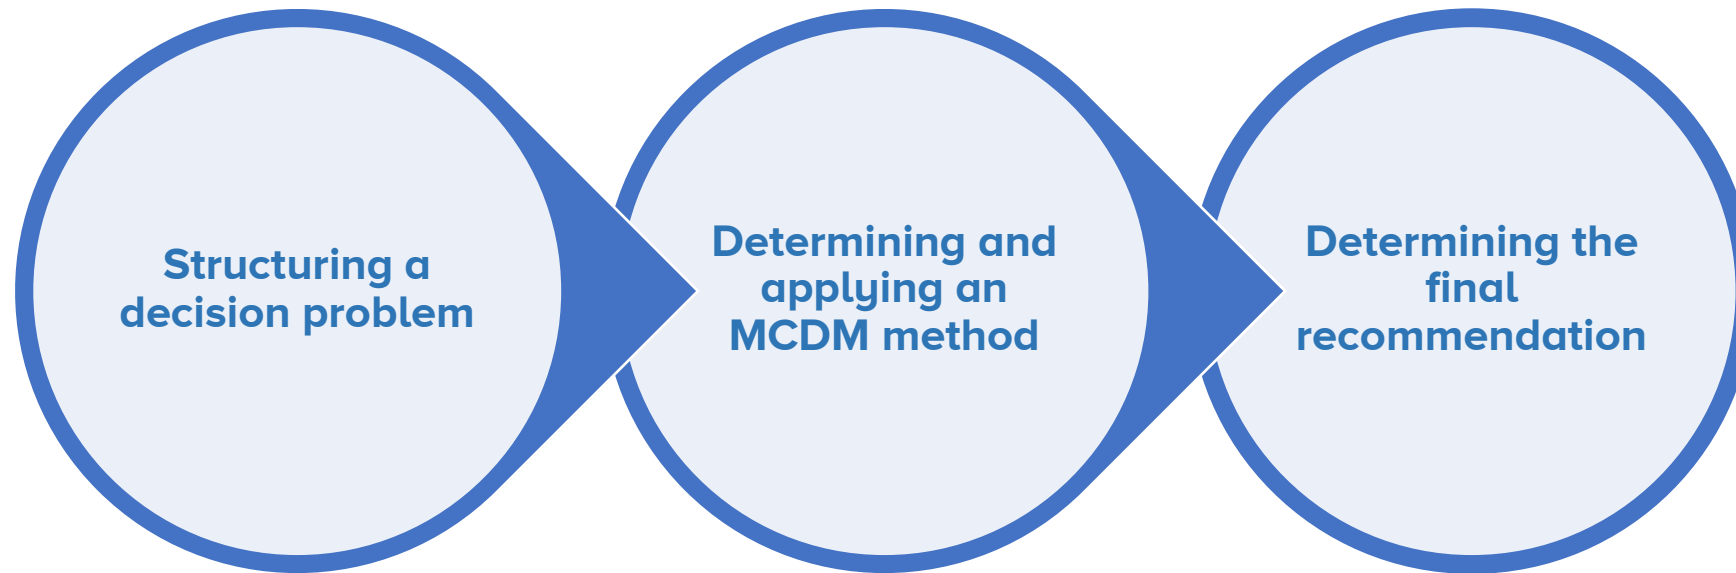 Structuring a
decision problem
Determining and
applying an
MCDM method
Determining the
final
recommendation